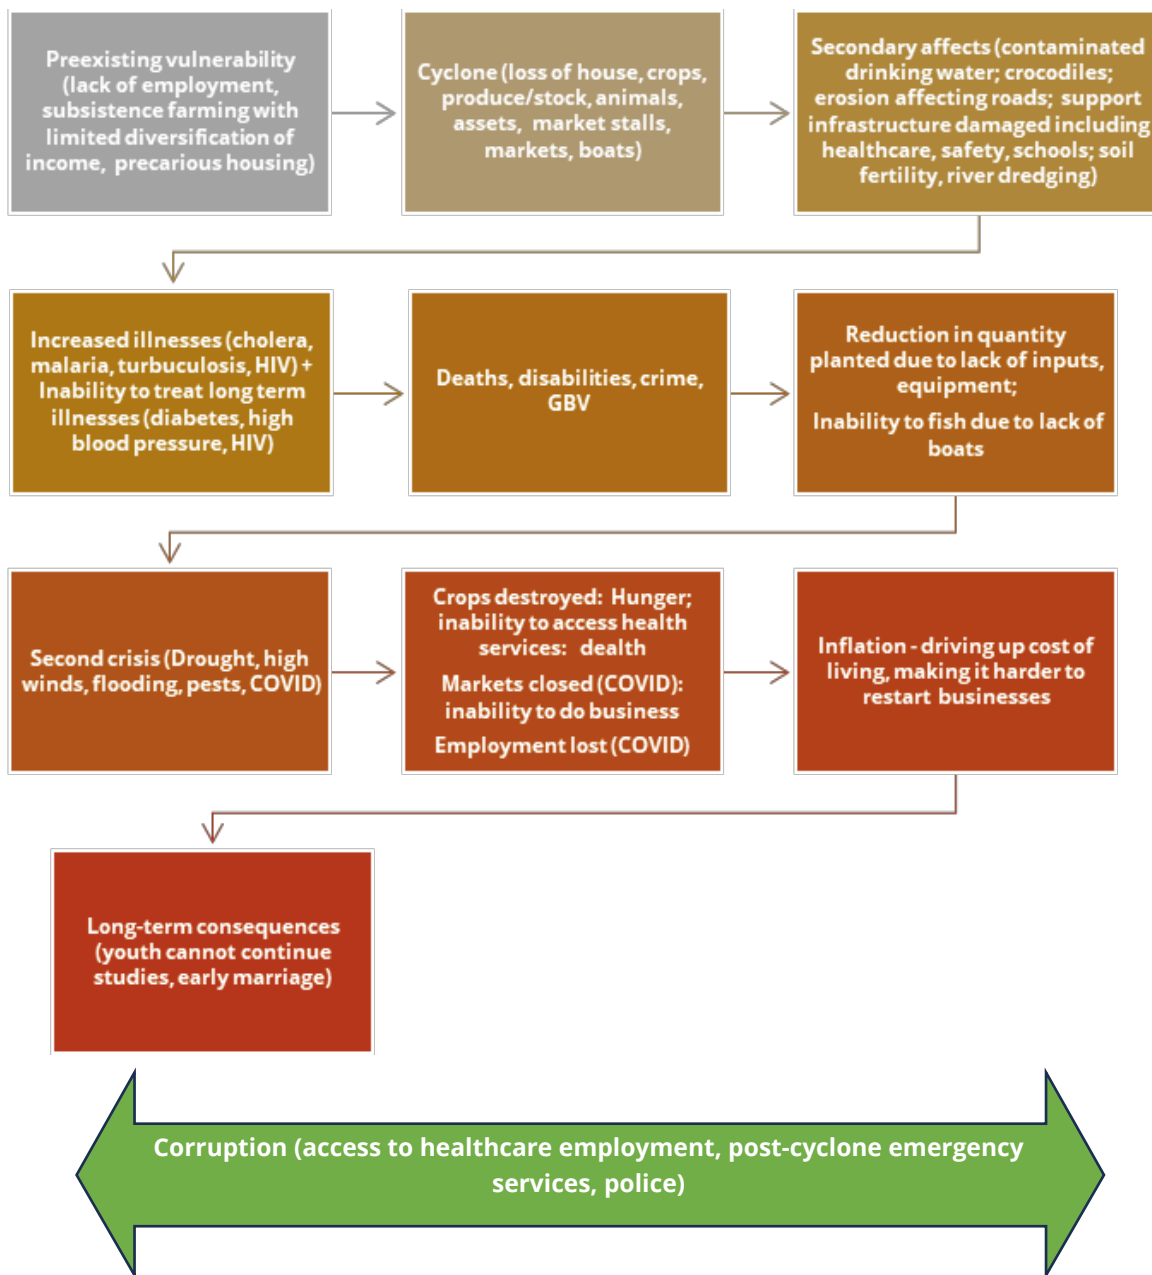 Preexisting vulnerability
(lack of employment,
subsistence farming with
limited diversification of
income, precarious housing)
Cyclone (loss of house, crops,
produce/stock, animals,
assets, market stalls,
markets, boats)
Secondary affects (contaminated
drinking water; crocodiles;
erosion affecting roads; support
infrastructure damaged including
healthcare, safety, schools; soil
fertility, river dredging)
Increased illnesses (cholera,
malaria, turbuculosis, HIV) +
Inability to treat long term
illnesses (diabetes, high
blood pressure, HIV)
Deaths, disabilities, crime,
GBV
Reduction in quantity
planted due to lack of inputs,
equipment;
Inability to fish due to lack of
boats
Second crisis (Drought, high
winds, flooding, pests, COVID)
Crops destroyed: Hunger;
inability to access health
services: dealth
Markets closed (COVID):
inability to do business
Employment lost (COVID)
Inflation - driving up cost of
living, making it harder to
restart businesses
Long-term consequences
(youth cannot continue
studies, early marriage)
Corruption (access to healthcare employment, post-cyclone emergency
services, police)